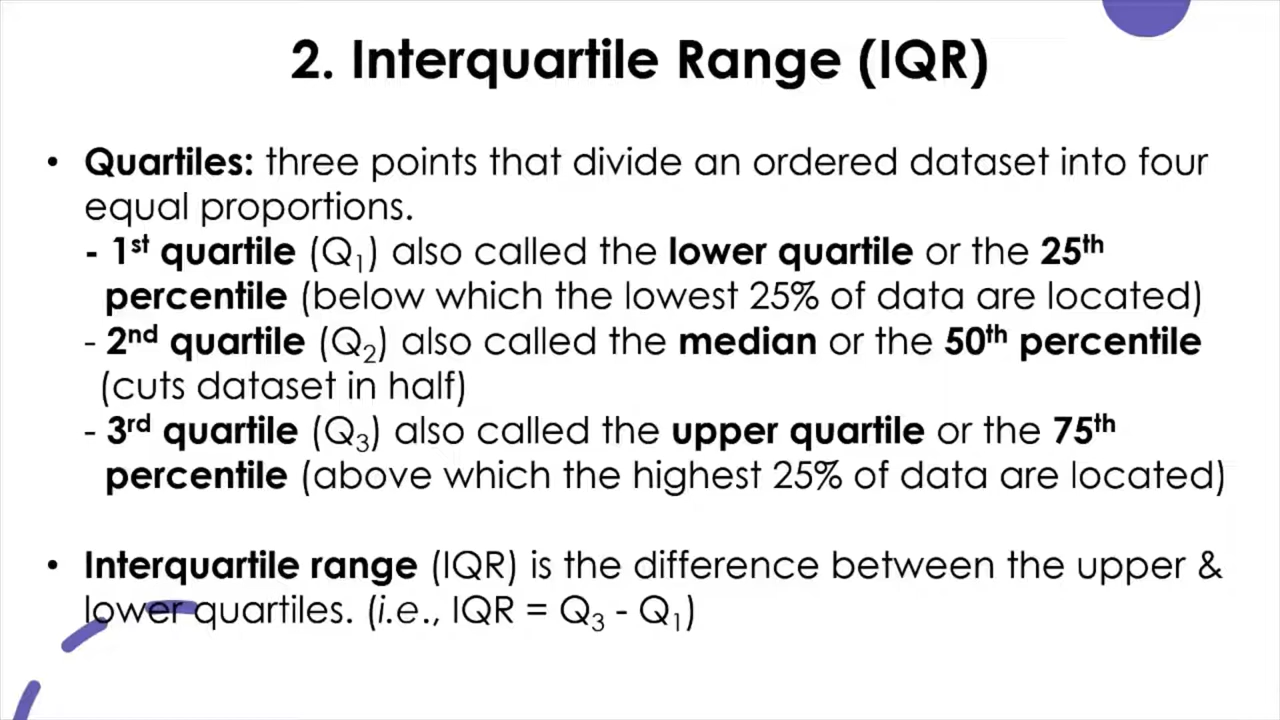 2. Interquartile Range (IQR)
• Quartiles: three points that divide an ordered dataset into four
equal proportions.
- 1st quartile (Q1) also called the lower quartile or the 25th
percentile (below which the lowest 25% of data are located)
- 2nd quartile (Q2) also called the median or the 50th percentile
(cuts dataset in half)
- 3rd quartile (Q3) also called the upper quartile or the 75th
percentile (above which the highest 25% of data are located)
• Interquartile range (IQR) is the difference between the upper &
lower quartiles. (i.e., IQR = Q3 - Q1)